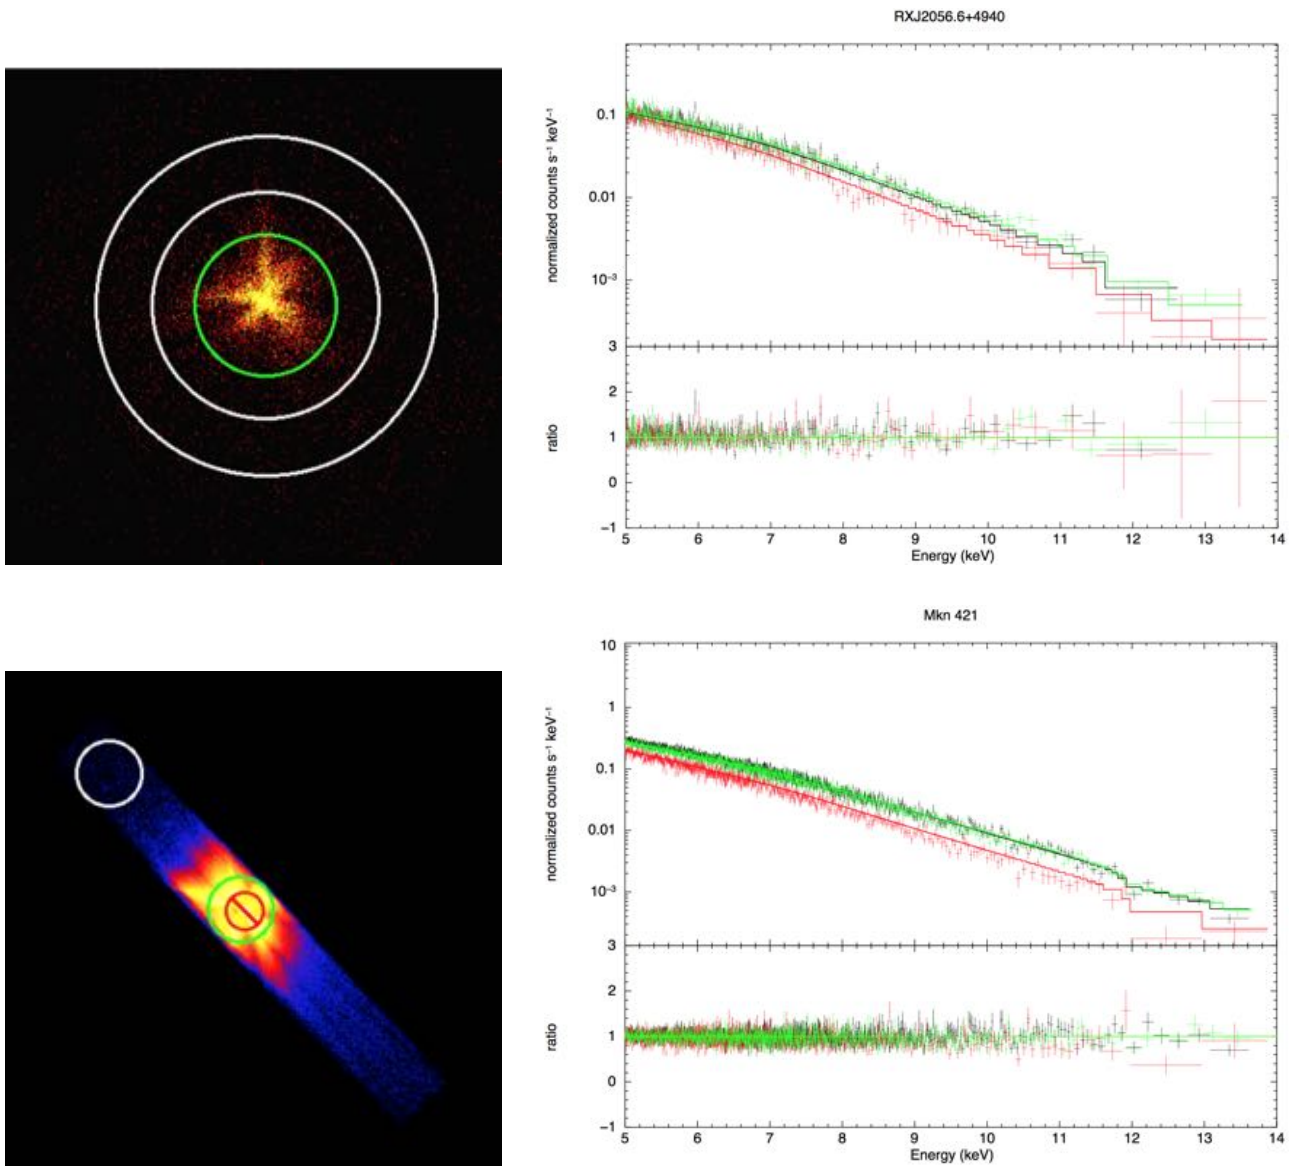 RXJ2056.6+4940
normalized counts s⁻¹ keV⁻¹
0.1
0.01
10⁻³
3
2
1
0
−1
ratio
5 6 7 8 9 10 11 12 13 14
Energy (keV)
Mkn 421
normalized counts s⁻¹ keV⁻¹
10
1
0.1
0.01
10⁻³
3
2
1
0
−1
ratio
5 6 7 8 9 10 11 12 13 14
Energy (keV)